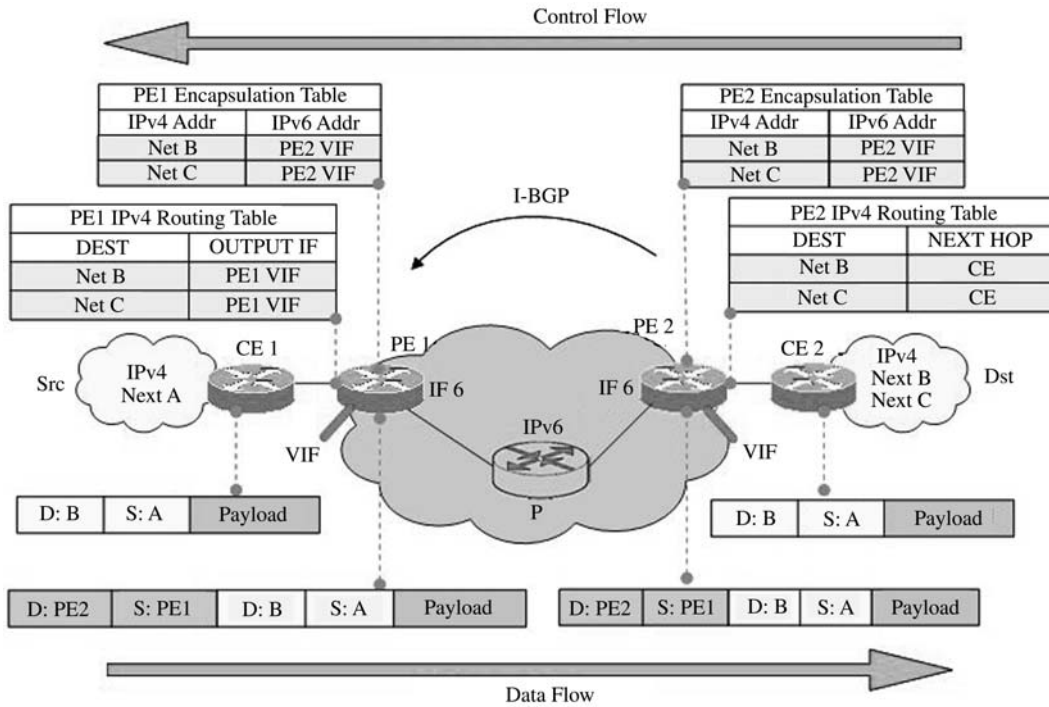 Control Flow
PE1 Encapsulation Table
IPv4 Addr IPv6 Addr
Net B PE2 VIF
Net C PE2 VIF
PE2 Encapsulation Table
IPv4 Addr IPv6 Addr
Net B PE2 VIF
Net C PE2 VIF
I-BGP
PE1 IPv4 Routing Table
DEST OUTPUT IF
Net B PE1 VIF
Net C PE1 VIF
PE2 IPv4 Routing Table
DEST NEXT HOP
Net B CE
Net C CE
Src
IPv4
Next A
CE 1
PE 1
IF 6
VIF
IPv6
P
PE 2
IF 6
VIF
CE 2
IPv4
Next B
Next C
Dst
D: B S: A Payload
D: B S: A Payload
D: PE2 S: PE1 D: B S: A Payload
D: PE2 S: PE1 D: B S: A Payload
Data Flow